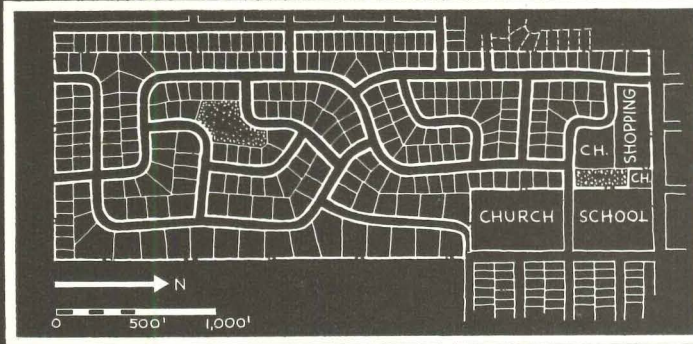 SHOPPING
CH.
CH.
CHURCH
SCHOOL
N
0 500' 1,000'